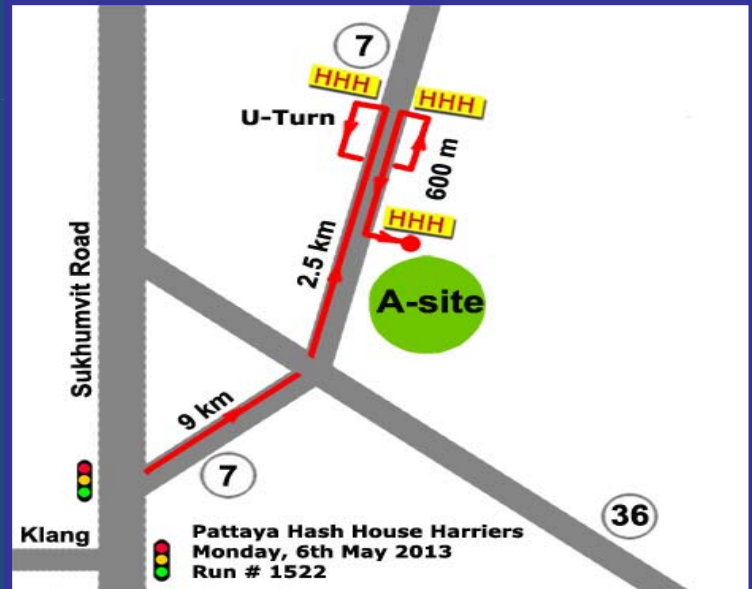 7
HHH
HHH
U-Turn
600 m
HHH
2.5 km
A-site
Sukhumvit Road
9 km
7
36
Klang
Pattaya Hash House Harriers
Monday, 6th May 2013
Run # 1522